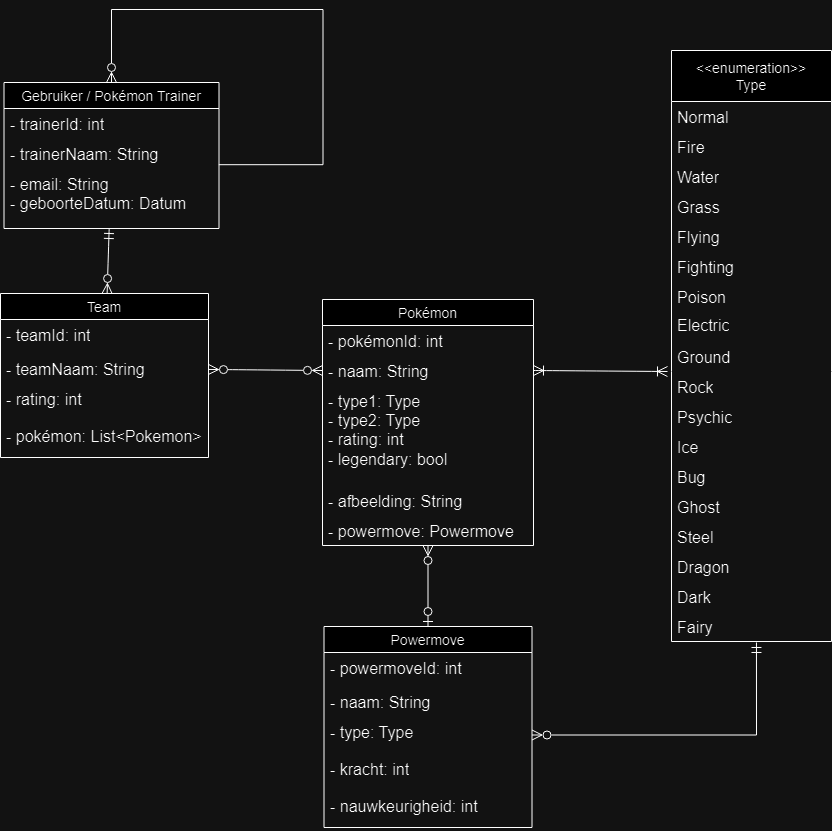 Gebruiker / Pokémon Trainer
- trainerId: int
- trainerNaam: String
- email: String
- geboorteDatum: Datum
Team
- teamId: int
- teamNaam: String
- rating: int
- pokémon: List<Pokemon>
Pokémon
- pokémonId: int
- naam: String
- type1: Type
- type2: Type
- rating: int
- legendary: bool
- afbeelding: String
- powermove: Powermove
Powermove
- powermoveId: int
- naam: String
- type: Type
- kracht: int
- nauwkeurigheid: int
<<enumeration>>
Type
Normal
Fire
Water
Grass
Flying
Fighting
Poison
Electric
Ground
Rock
Psychic
Ice
Bug
Ghost
Steel
Dragon
Dark
Fairy